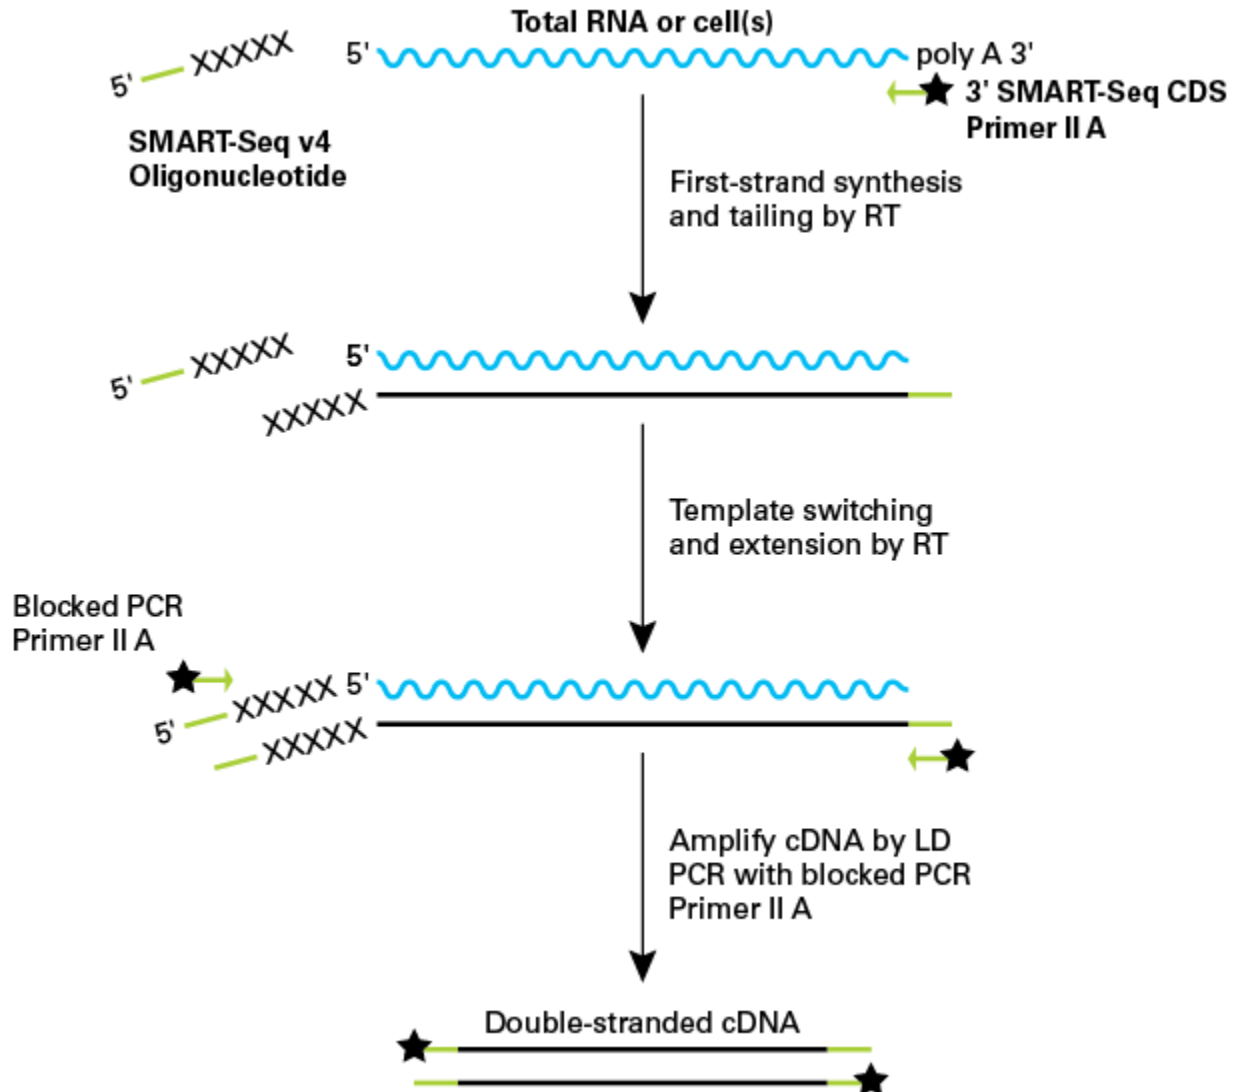 Total RNA or cell(s)
5' XXXXX
5' poly A 3'
3' SMART-Seq CDS
Primer II A
SMART-Seq v4
Oligonucleotide
First-strand synthesis
and tailing by RT
5' XXXXX
5'
XXXXX
Template switching
and extension by RT
Blocked PCR
Primer II A
5' XXXXX 5'
XXXXX
Amplify cDNA by LD
PCR with blocked PCR
Primer II A
Double-stranded cDNA